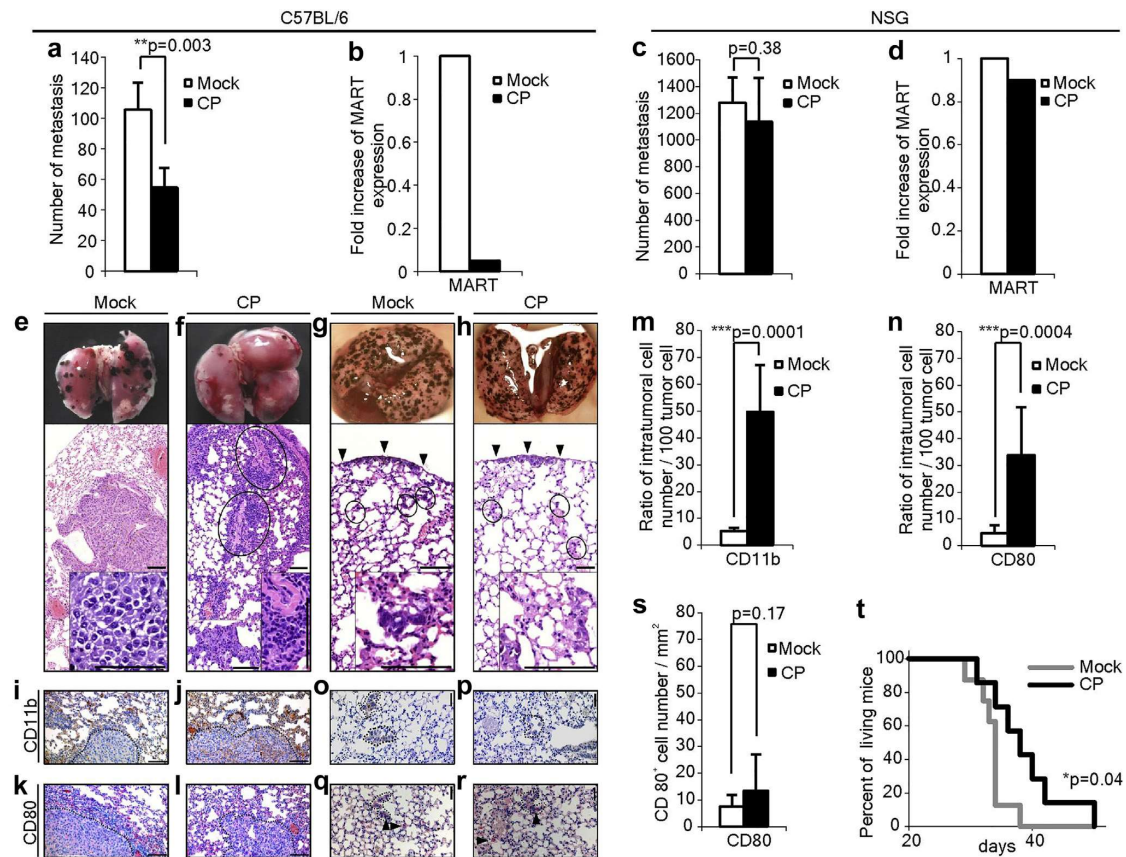 C57BL/6
NSG
a
**p=0.003
Number of metastasis
140
120
100
80
60
40
20
0
Mock
CP
b
Fold increase of MART
expression
1
0.8
0.6
0.4
0.2
0
Mock
CP
MART
c
p=0.38
Number of metastasis
1600
1400
1200
1000
800
600
400
200
0
Mock
CP
d
Fold increase of MART
expression
1
0.8
0.6
0.4
0.2
0
Mock
CP
MART
Mock
CP
Mock
CP
e
f
g
h
m
***p=0.0001
Ratio of intratumoral cell
number / 100 tumor cell
80
70
60
50
40
30
20
10
0
Mock
CP
CD11b
n
***p=0.0004
Ratio of intratumoral cell
number / 100 tumor cell
80
70
60
50
40
30
20
10
0
Mock
CP
CD80
CD11b
i
j
o
p
CD80
k
l
q
r
s
p=0.17
CD 80+ cell number / mm²
80
70
60
50
40
30
20
10
0
Mock
CP
CD80
t
Percent of living mice
100
80
60
40
20
0
Mock
CP
*p=0.04
20
40
days